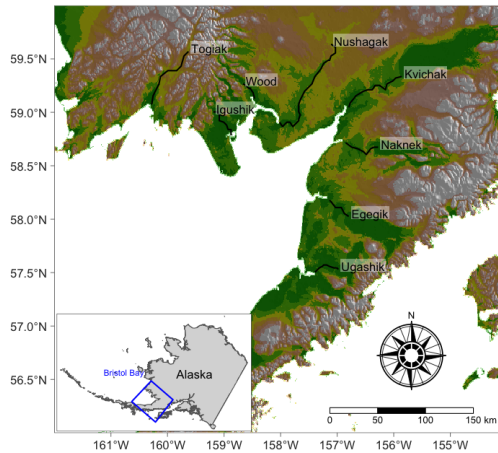 59.5°N
59.0°N
58.5°N
58.0°N
57.5°N
57.0°N
56.5°N
Togiak
Nushagak
Wood
Kvichak
Igushik
Naknek
Egegik
Ugashik
Bristol Bay
Alaska
N
0 50 100 150 km
161°W 160°W 159°W 158°W 157°W 156°W 155°W 154°W